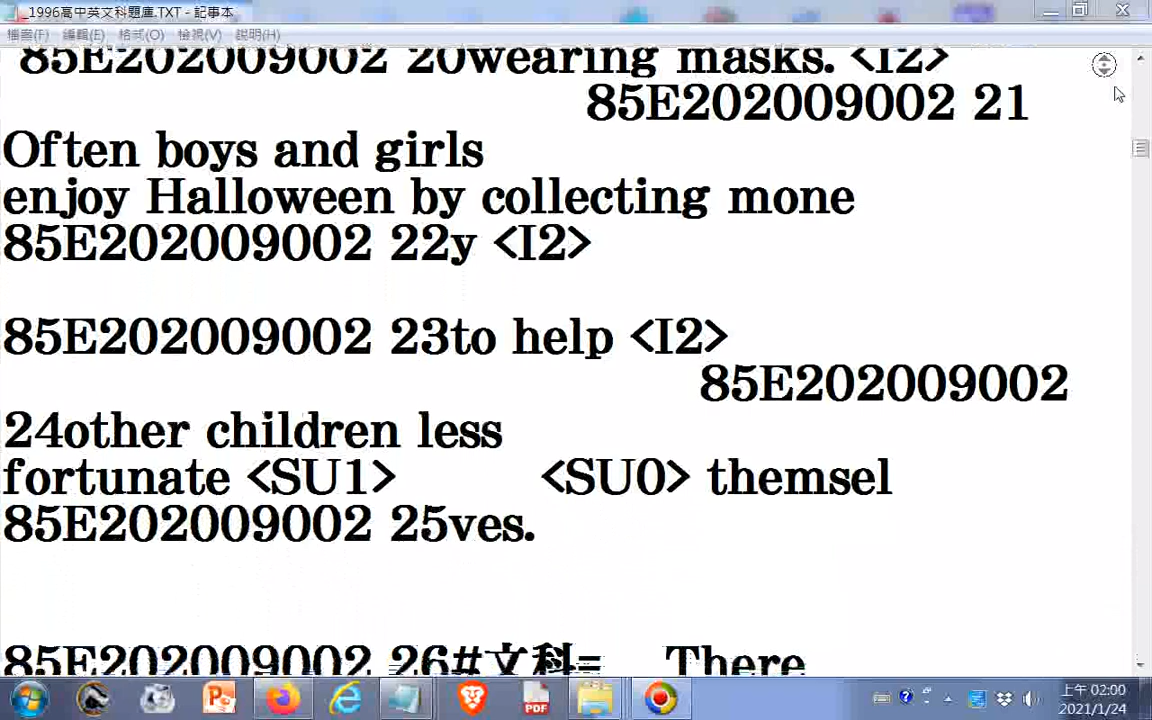 _1996高中英文科題庫.TXT - 記事本
檔案(F) 編輯(E) 格式(O) 檢視(V) 說明(H)
85E202009002 20wearing masks. <I2>
85E202009002 21
Often boys and girls
enjoy Halloween by collecting mone
85E202009002 22y <I2>
85E202009002 23to help <I2>
85E202009002
24other children less
fortunate <SU1> <SU0> themsel
85E202009002 25ves.
85E202009002 26#文科= There
PDF
上午 02:00
2021/1/24